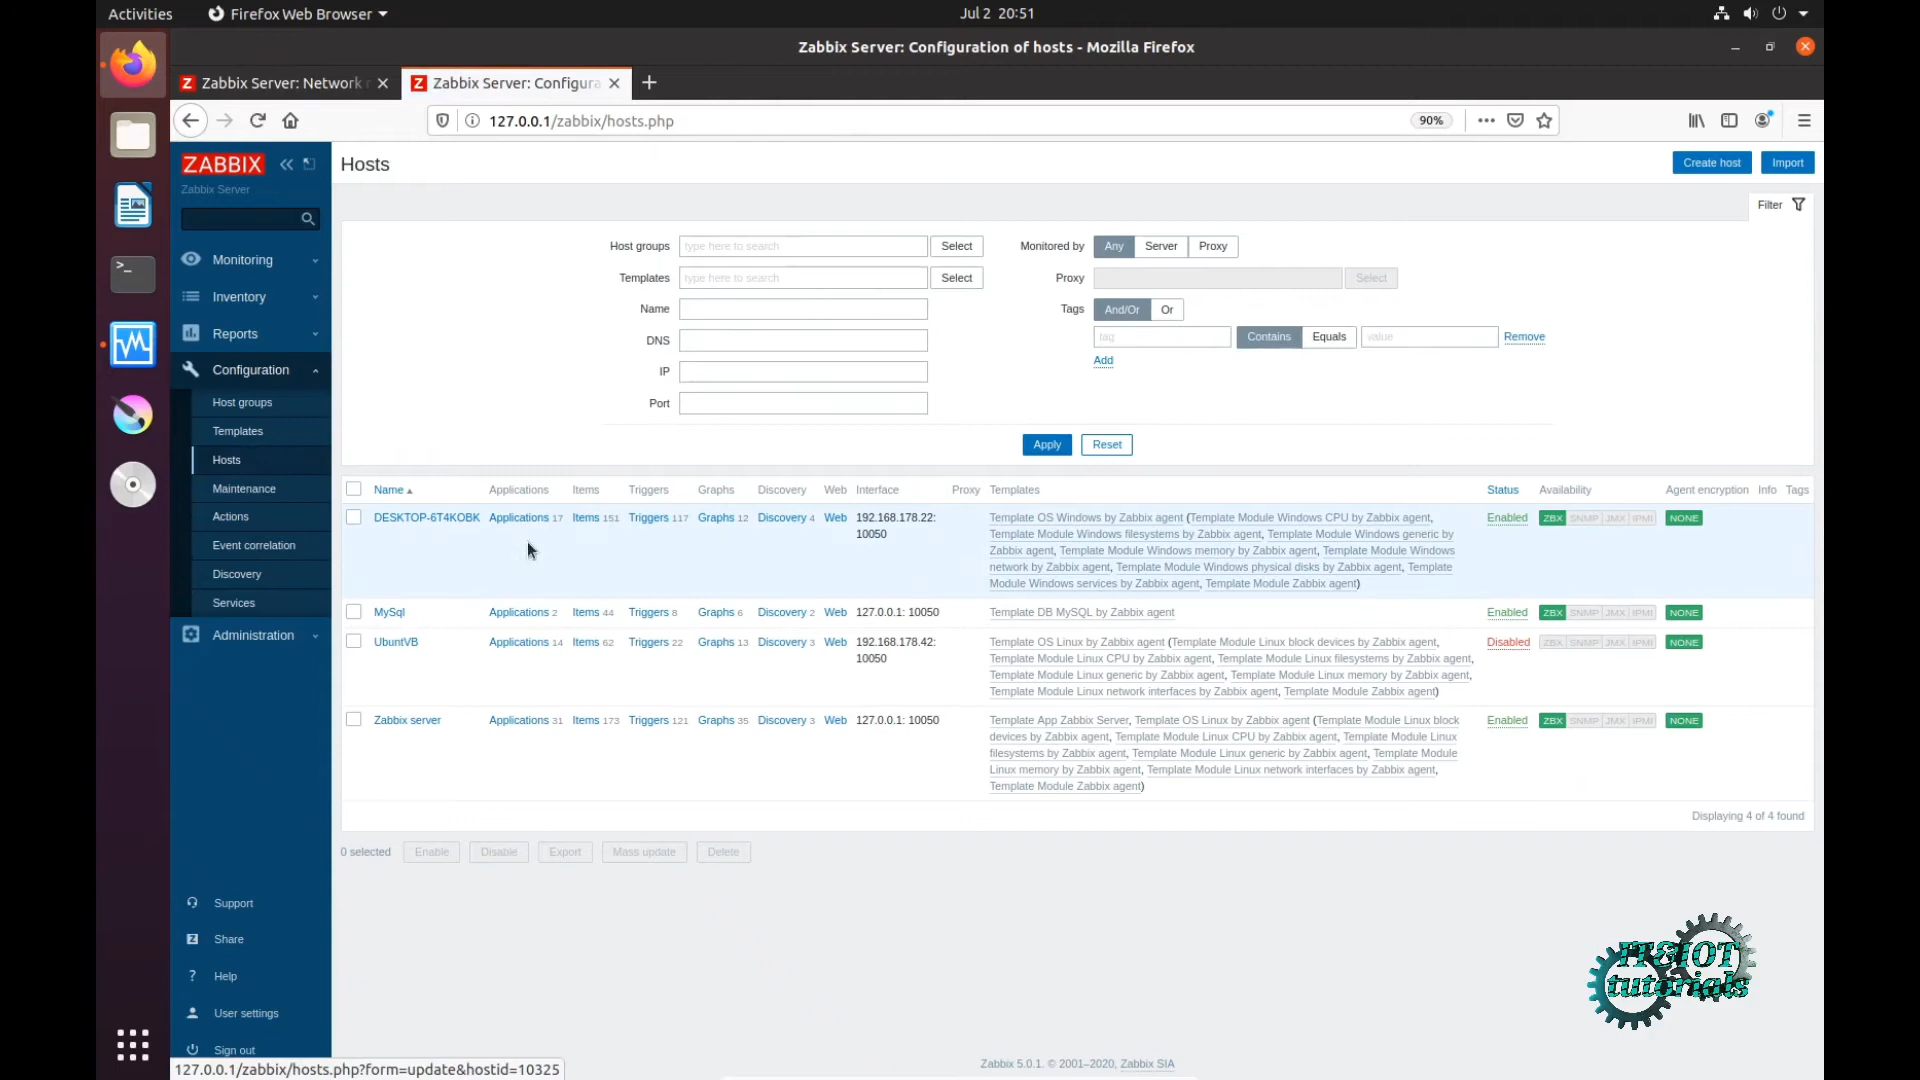 Activities
Firefox Web Browser
Jul 2 20:51
Zabbix Server: Configuration of hosts - Mozilla Firefox
Zabbix Server: Network
Zabbix Server: Configura
127.0.0.1/zabbix/hosts.php
90%
ZABBIX
Zabbix Server
Monitoring
Inventory
Reports
Configuration
Host groups
Templates
Hosts
Maintenance
Actions
Event correlation
Discovery
Services
Administration
Support
Share
Help
User settings
Sign out
Hosts
Create host
Import
Filter
Host groups type here to search Select
Templates type here to search Select
Name
DNS
IP
Port
Monitored by Any Server Proxy
Proxy Select
Tags And/Or Or
tag Contains Equals value Remove
Add
Apply Reset
Name Applications Items Triggers Graphs Discovery Web Interface Proxy Templates Status Availability Agent encryption Info Tags
DESKTOP-6T4KOBK Applications 17 Items 151 Triggers 117 Graphs 12 Discovery 4 Web 192.168.178.22: Template OS Windows by Zabbix agent (Template Module Windows CPU by Zabbix agent, Enabled ZBX SNMP JMX IPMI NONE
10050 Template Module Windows filesystems by Zabbix agent, Template Module Windows generic by
Zabbix agent, Template Module Windows memory by Zabbix agent, Template Module Windows
network by Zabbix agent, Template Module Windows physical disks by Zabbix agent, Template
Module Windows services by Zabbix agent, Template Module Zabbix agent)
MySql Applications 2 Items 44 Triggers 8 Graphs 6 Discovery 2 Web 127.0.0.1: 10050 Template DB MySQL by Zabbix agent Enabled ZBX SNMP JMX IPMI NONE
UbuntVB Applications 14 Items 62 Triggers 22 Graphs 13 Discovery 3 Web 192.168.178.42: Template OS Linux by Zabbix agent (Template Module Linux block devices by Zabbix agent, Disabled ZBX SNMP JMX IPMI NONE
10050 Template Module Linux CPU by Zabbix agent, Template Module Linux filesystems by Zabbix agent,
Template Module Linux generic by Zabbix agent, Template Module Linux memory by Zabbix agent,
Template Module Linux network interfaces by Zabbix agent, Template Module Zabbix agent)
Zabbix server Applications 31 Items 173 Triggers 121 Graphs 35 Discovery 3 Web 127.0.0.1: 10050 Template App Zabbix Server, Template OS Linux by Zabbix agent (Template Module Linux block Enabled ZBX SNMP JMX IPMI NONE
devices by Zabbix agent, Template Module Linux CPU by Zabbix agent, Template Module Linux
filesystems by Zabbix agent, Template Module Linux generic by Zabbix agent, Template Module
Linux memory by Zabbix agent, Template Module Linux network interfaces by Zabbix agent,
Template Module Zabbix agent)
Displaying 4 of 4 found
0 selected Enable Disable Export Mass update Delete
IT&IOT
tutorials
Zabbix 5.0.1. © 2001–2020, Zabbix SIA
127.0.0.1/zabbix/hosts.php?form=update&hostid=10325